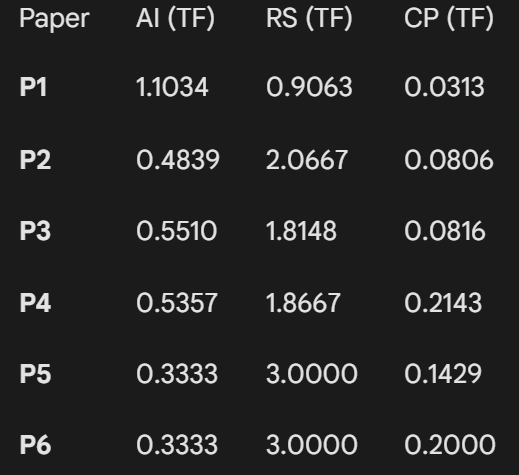 Paper AI (TF) RS (TF) CP (TF)
P1 1.1034 0.9063 0.0313
P2 0.4839 2.0667 0.0806
P3 0.5510 1.8148 0.0816
P4 0.5357 1.8667 0.2143
P5 0.3333 3.0000 0.1429
P6 0.3333 3.0000 0.2000